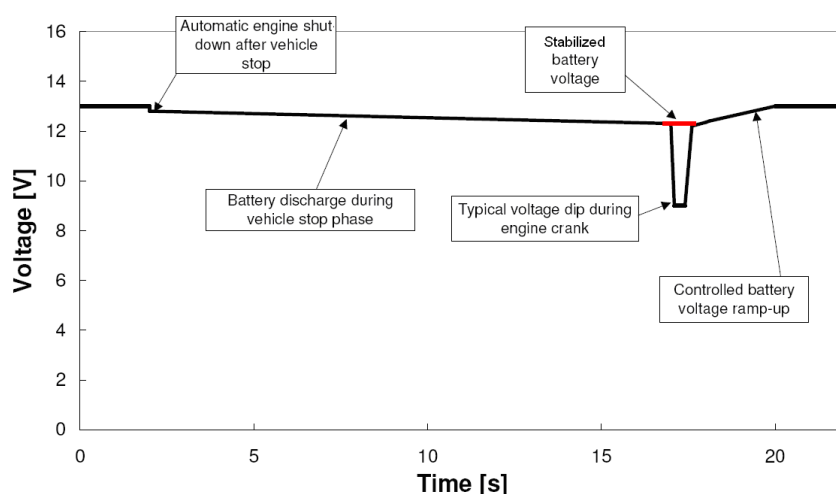 Automatic engine shut
down after vehicle
stop
Stabilized
battery
voltage
Battery discharge during
vehicle stop phase
Typical voltage dip during
engine crank
Controlled battery
voltage ramp-up
Voltage [V]
16
14
12
10
8
6
4
2
0
0
5
10
15
20
Time [s]